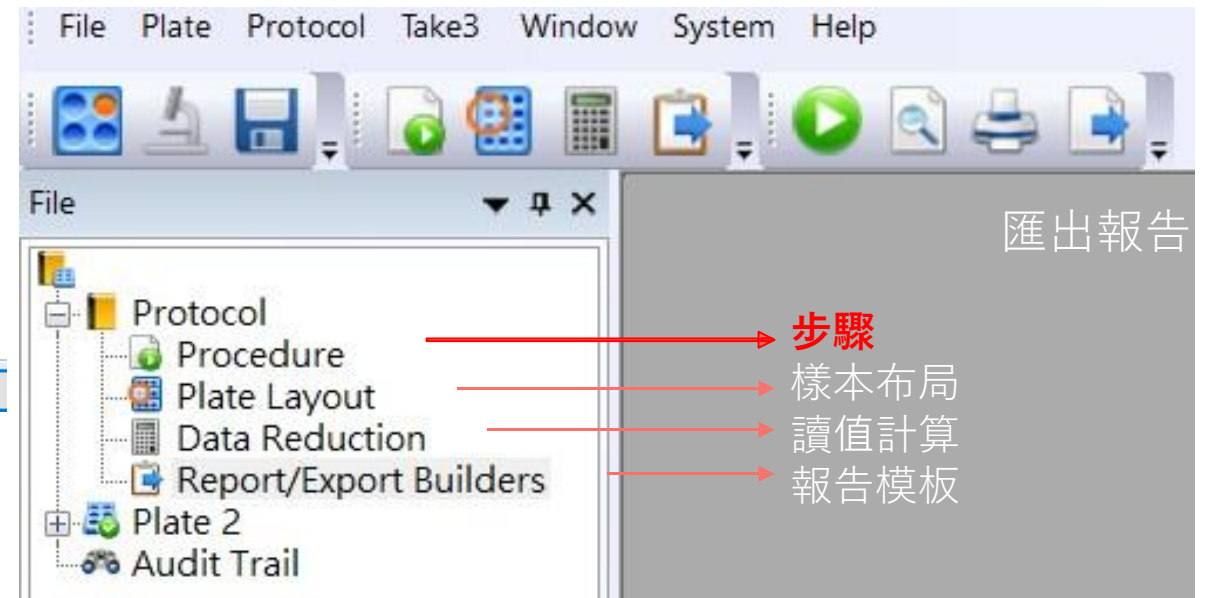 File Plate Protocol Take3 Window System Help
File
匯出報告
Protocol
Procedure
步驟
Plate Layout
樣本布局
Data Reduction
讀值計算
Report/Export Builders
報告模板
Plate 2
Audit Trail